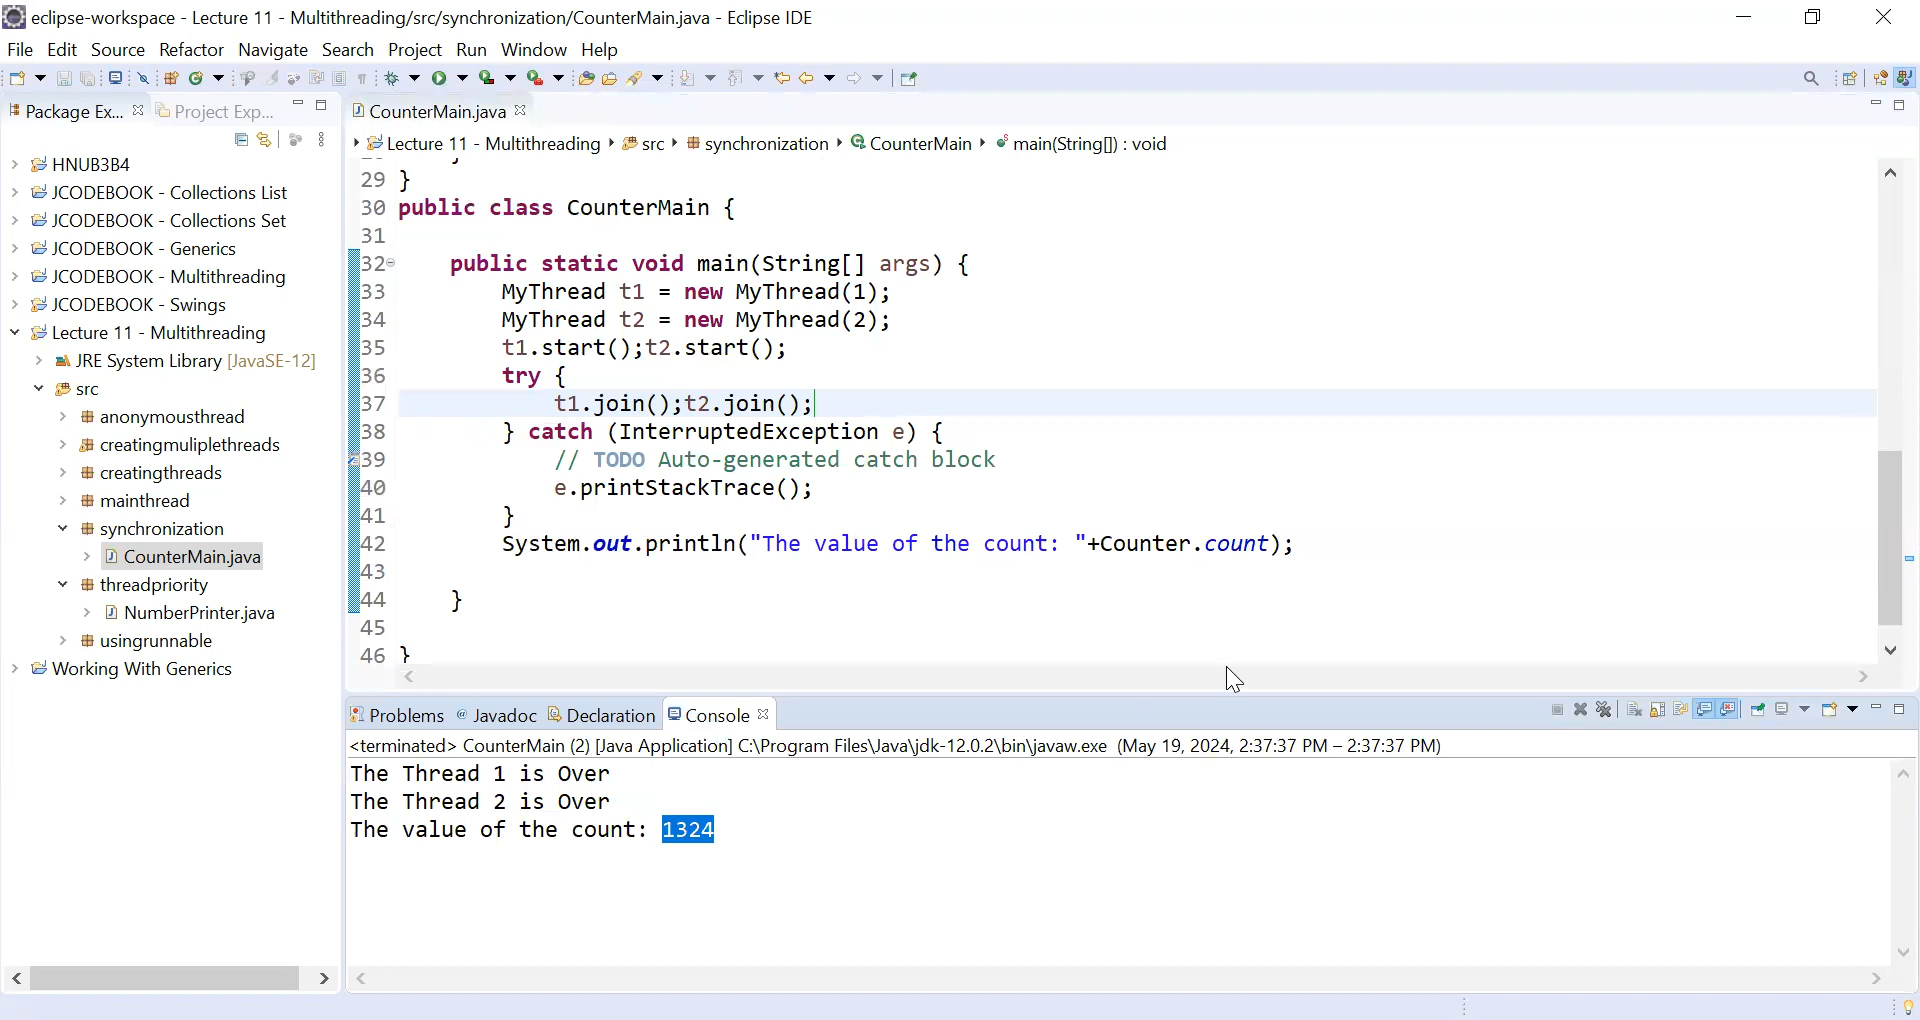 eclipse-workspace - Lecture 11 - Multithreading/src/synchronization/CounterMain.java - Eclipse IDE
File Edit Source Refactor Navigate Search Project Run Window Help
Package Ex... Project Exp...
HNUB3B4
JCODEBOOK - Collections List
JCODEBOOK - Collections Set
JCODEBOOK - Generics
JCODEBOOK - Multithreading
JCODEBOOK - Swings
Lecture 11 - Multithreading
JRE System Library [JavaSE-12]
src
anonymousthread
creatingmuliplethreads
creatingthreads
mainthread
synchronization
CounterMain.java
threadpriority
NumberPrinter.java
usingrunnable
Working With Generics
CounterMain.java
Lecture 11 - Multithreading src synchronization CounterMain main(String[]) : void
29 }
30 public class CounterMain {
31
32 public static void main(String[] args) {
33 MyThread t1 = new MyThread(1);
34 MyThread t2 = new MyThread(2);
35 t1.start();t2.start();
36 try {
37 t1.join();t2.join();
38 } catch (InterruptedException e) {
39 // TODO Auto-generated catch block
40 e.printStackTrace();
41 }
42 System.out.println("The value of the count: "+Counter.count);
43
44 }
45
46 }
Problems @ Javadoc Declaration Console
<terminated> CounterMain (2) [Java Application] C:\Program Files\Java\jdk-12.0.2\bin\javaw.exe (May 19, 2024, 2:37:37 PM – 2:37:37 PM)
The Thread 1 is Over
The Thread 2 is Over
The value of the count: 1324